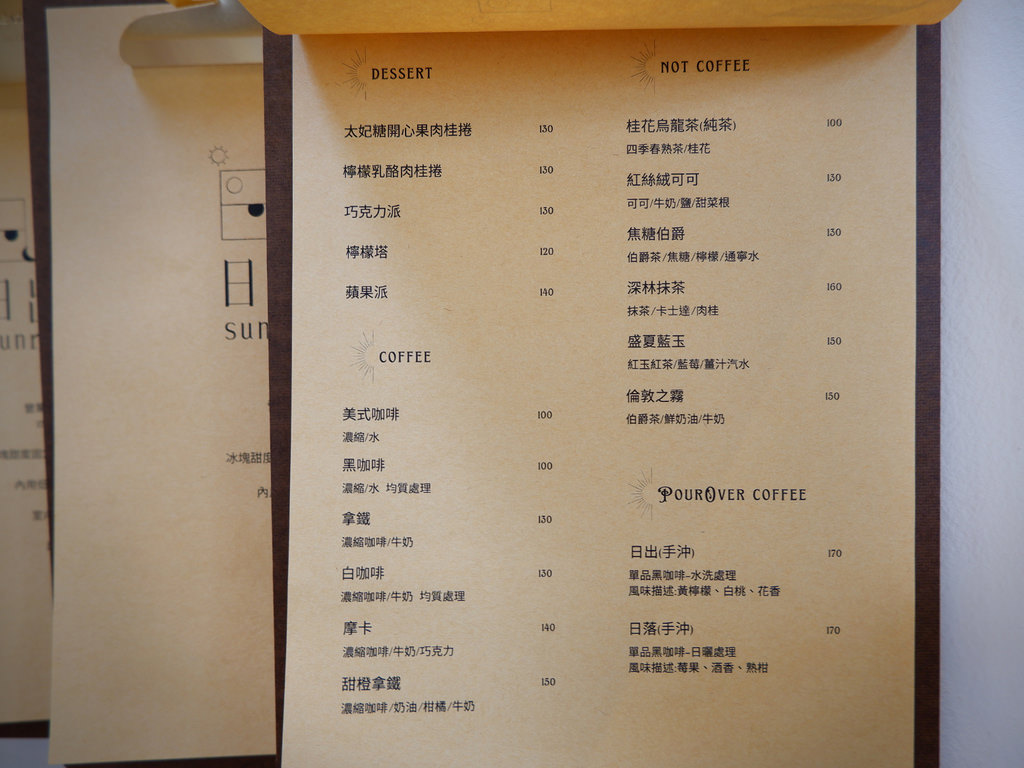 DESSERT
太妃糖開心果肉桂捲 130
檸檬乳酪肉桂捲 130
巧克力派 130
檸檬塔 120
蘋果派 140
COFFEE
美式咖啡 100
濃縮/水
黑咖啡 100
濃縮/水 均質處理
拿鐵 130
濃縮咖啡/牛奶
白咖啡 130
濃縮咖啡/牛奶 均質處理
摩卡 140
濃縮咖啡/牛奶/巧克力
甜橙拿鐵 150
濃縮咖啡/奶油/柑橘/牛奶
NOT COFFEE
桂花烏龍茶(純茶) 100
四季春熟茶/桂花
紅絲絨可可 130
可可/牛奶/鹽/甜菜根
焦糖伯爵 130
伯爵茶/焦糖/檸檬/通寧水
深林抹茶 160
抹茶/卡士達/肉桂
盛夏藍玉 150
紅玉紅茶/藍莓/薑汁汽水
倫敦之霧 150
伯爵茶/鮮奶油/牛奶
POUROVER COFFEE
日出(手沖) 170
單品黑咖啡-水洗處理
風味描述:黃檸檬、白桃、花香
日落(手沖) 170
單品黑咖啡-日曬處理
風味描述:莓果、酒香、熟柑
日
sun
冰塊甜度
內